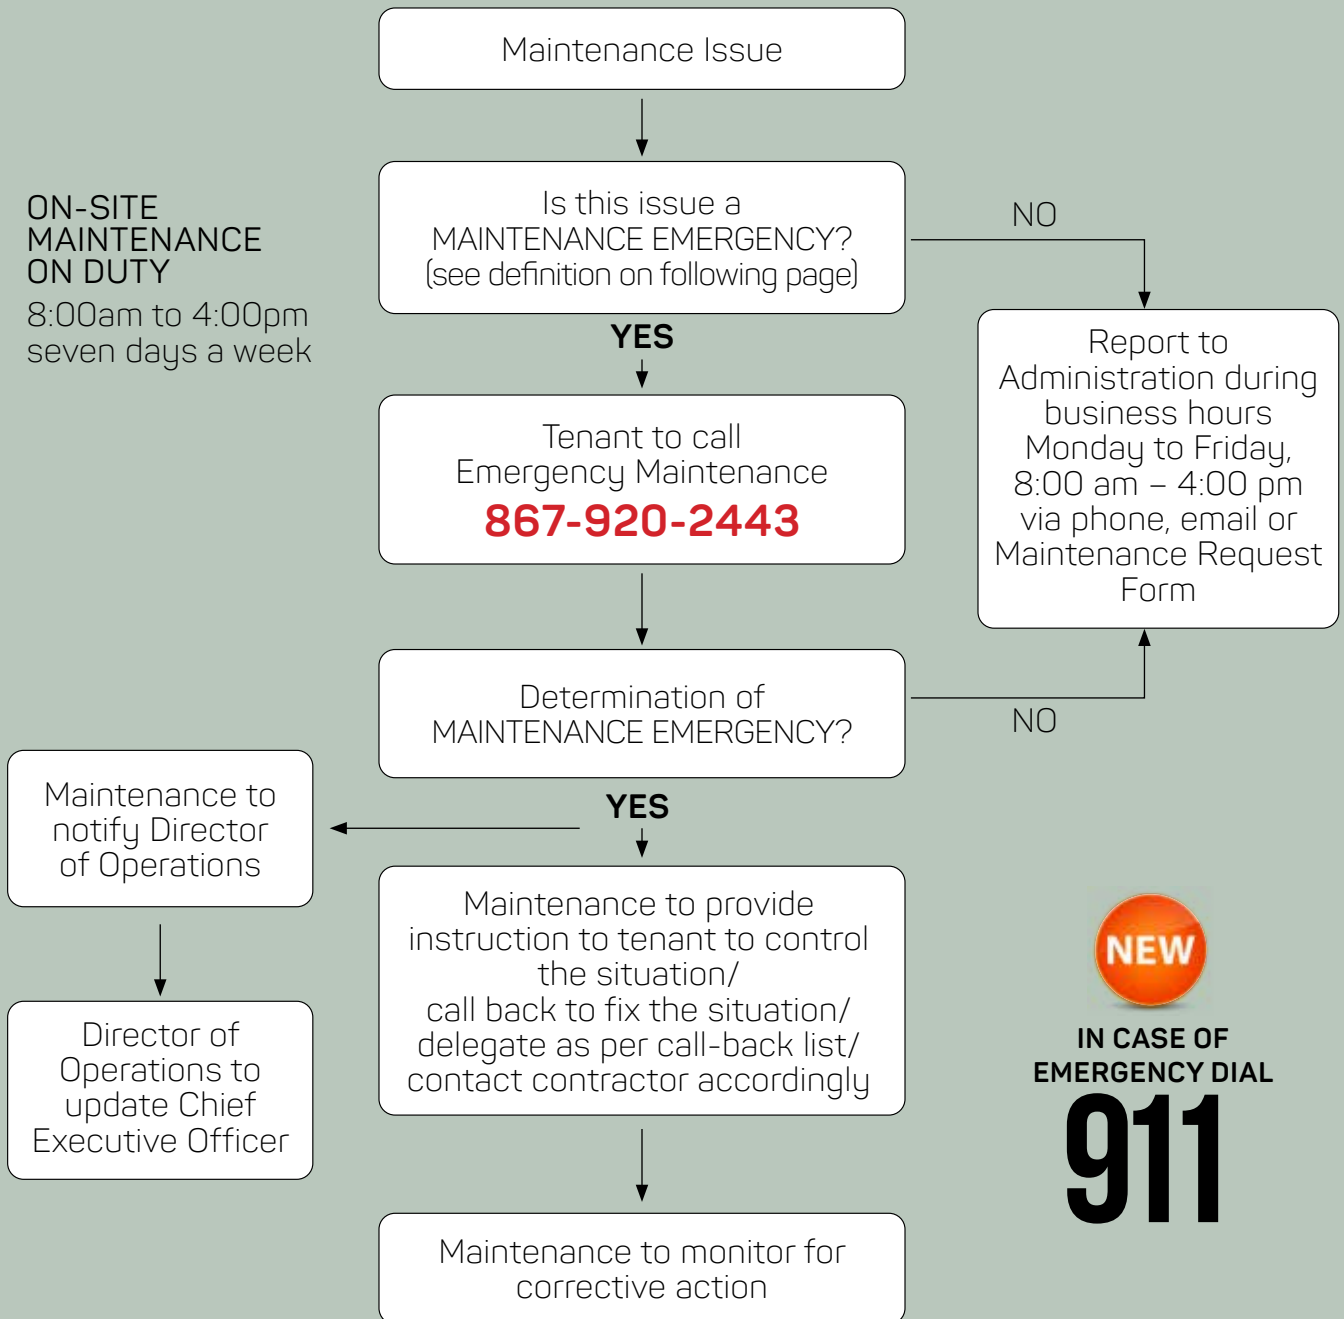 Maintenance Issue
ON-SITE
MAINTENANCE
ON DUTY
8:00am to 4:00pm
seven days a week
Is this issue a
MAINTENANCE EMERGENCY?
(see definition on following page)
NO
YES
Report to
Administration during
business hours
Monday to Friday,
8:00 am – 4:00 pm
via phone, email or
Maintenance Request
Form
Tenant to call
Emergency Maintenance
867-920-2443
Determination of
MAINTENANCE EMERGENCY?
NO
YES
Maintenance to
notify Director
of Operations
Director of
Operations to
update Chief
Executive Officer
Maintenance to provide
instruction to tenant to control
the situation/
call back to fix the situation/
delegate as per call-back list/
contact contractor accordingly
Maintenance to monitor for
corrective action
NEW
IN CASE OF
EMERGENCY DIAL
911